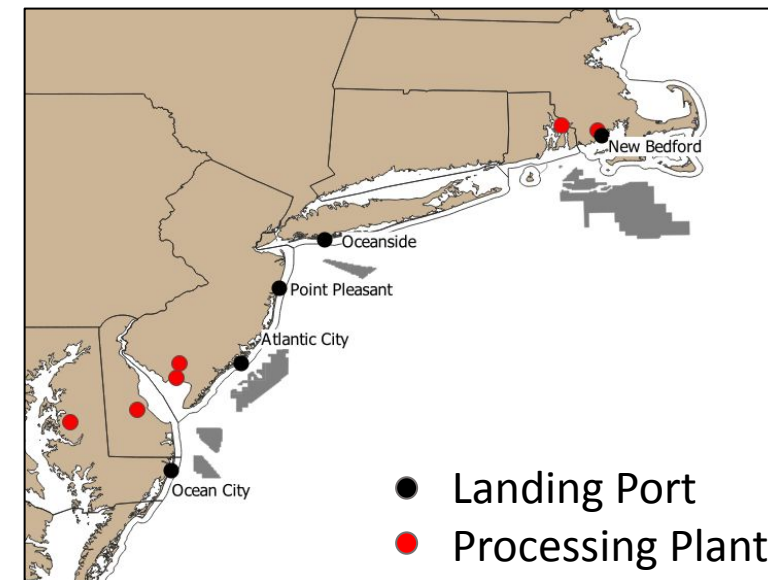 New Bedford
Oceanside
Point Pleasant
Atlantic City
Ocean City
Landing Port
Processing Plant